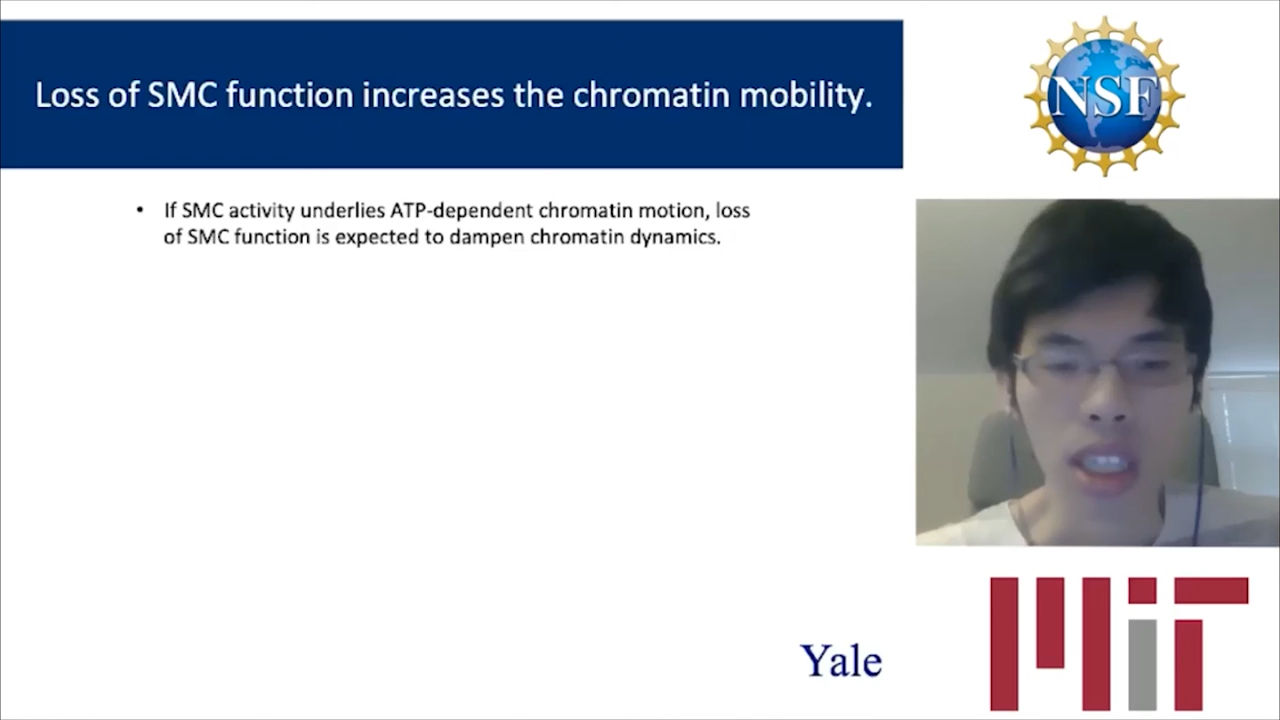 Loss of SMC function increases the chromatin mobility.
• If SMC activity underlies ATP-dependent chromatin motion, loss
of SMC function is expected to dampen chromatin dynamics.
NSF
Yale
MIT